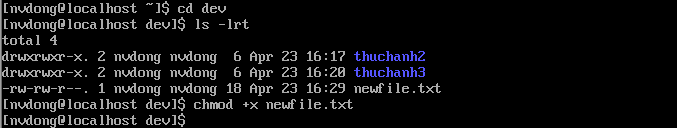 [nvdong@localhost ~]$ cd dev
[nvdong@localhost dev]$ ls -lrt
total 4
drwxrwxr-x. 2 nvdong nvdong  6 Apr 23 16:17 thuchanh2
drwxrwxr-x. 2 nvdong nvdong  6 Apr 23 16:20 thuchanh3
-rw-rw-r--. 1 nvdong nvdong 18 Apr 23 16:29 newfile.txt
[nvdong@localhost dev]$ chmod +x newfile.txt
[nvdong@localhost dev]$